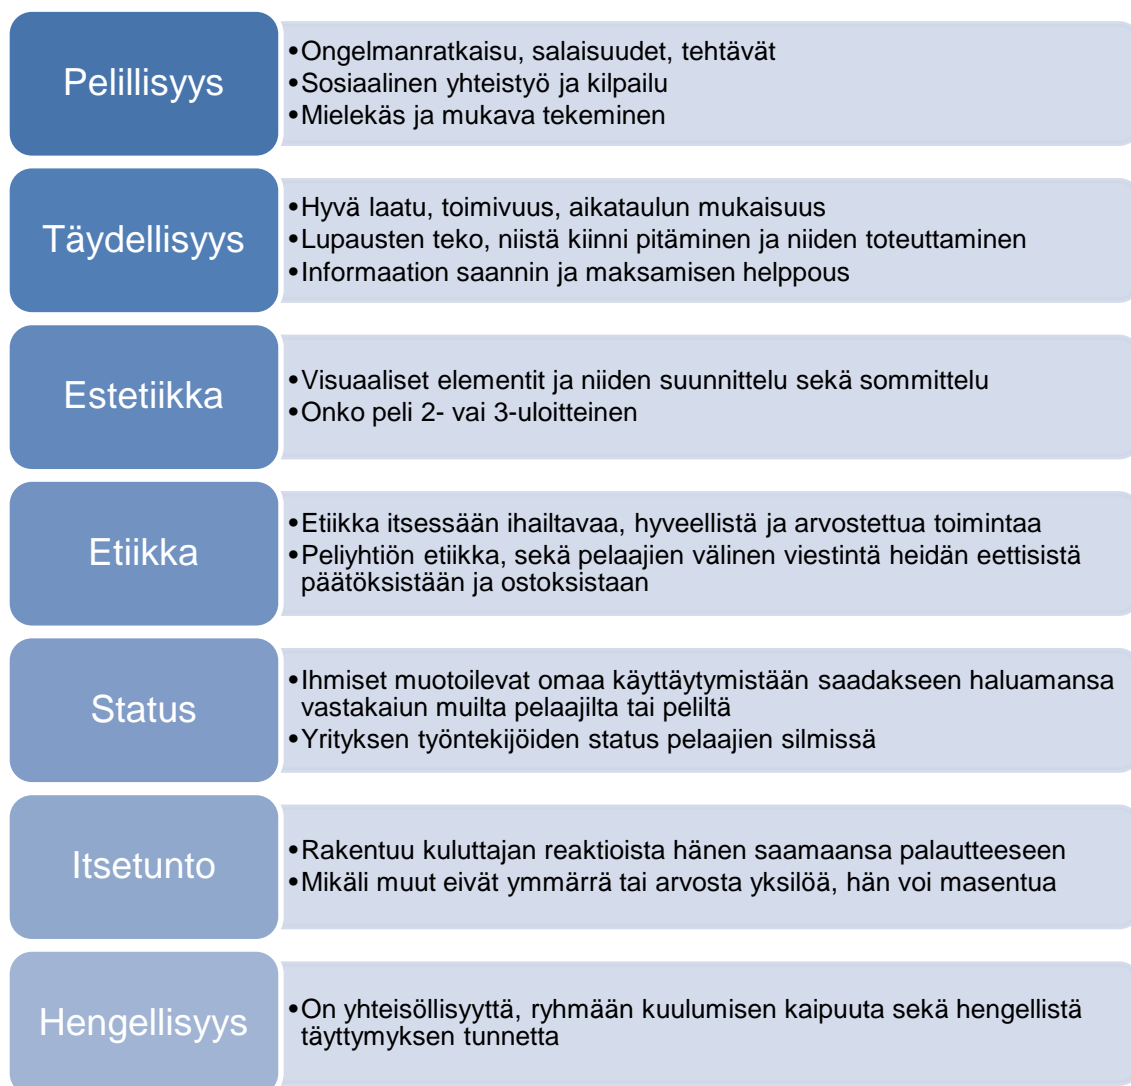 Pelillisyys
•Ongelmanratkaisu, salaisuudet, tehtävät
•Sosiaalinen yhteistyö ja kilpailu
•Mielekäs ja mukava tekeminen
Täydellisyys
•Hyvä laatu, toimivuus, aikataulun mukaisuus
•Lupausten teko, niistä kiinni pitäminen ja niiden toteuttaminen
•Informaation saannin ja maksamisen helppous
Estetiikka
•Visuaaliset elementit ja niiden suunnittelu sekä sommittelu
•Onko peli 2- vai 3-uloitteinen
Etiikka
•Etiikka itsessään ihailtavaa, hyveellistä ja arvostettua toimintaa
•Peliyhtiön etiikka, sekä pelaajien välinen viestintä heidän eettisistä
päätöksistään ja ostoksistaan
Status
•Ihmiset muotoilevat omaa käyttäytymistään saadakseen haluamansa
vastakaiun muilta pelaajilta tai peliltä
•Yrityksen työntekijöiden status pelaajien silmissä
Itsetunto
•Rakentuu kuluttajan reaktioista hänen saamaansa palautteeseen
•Mikäli muut eivät ymmärrä tai arvosta yksilöä, hän voi masentua
Hengellisyys
•On yhteisöllisyyttä, ryhmään kuulumisen kaipuuta sekä hengellistä
täyttymyksen tunnetta